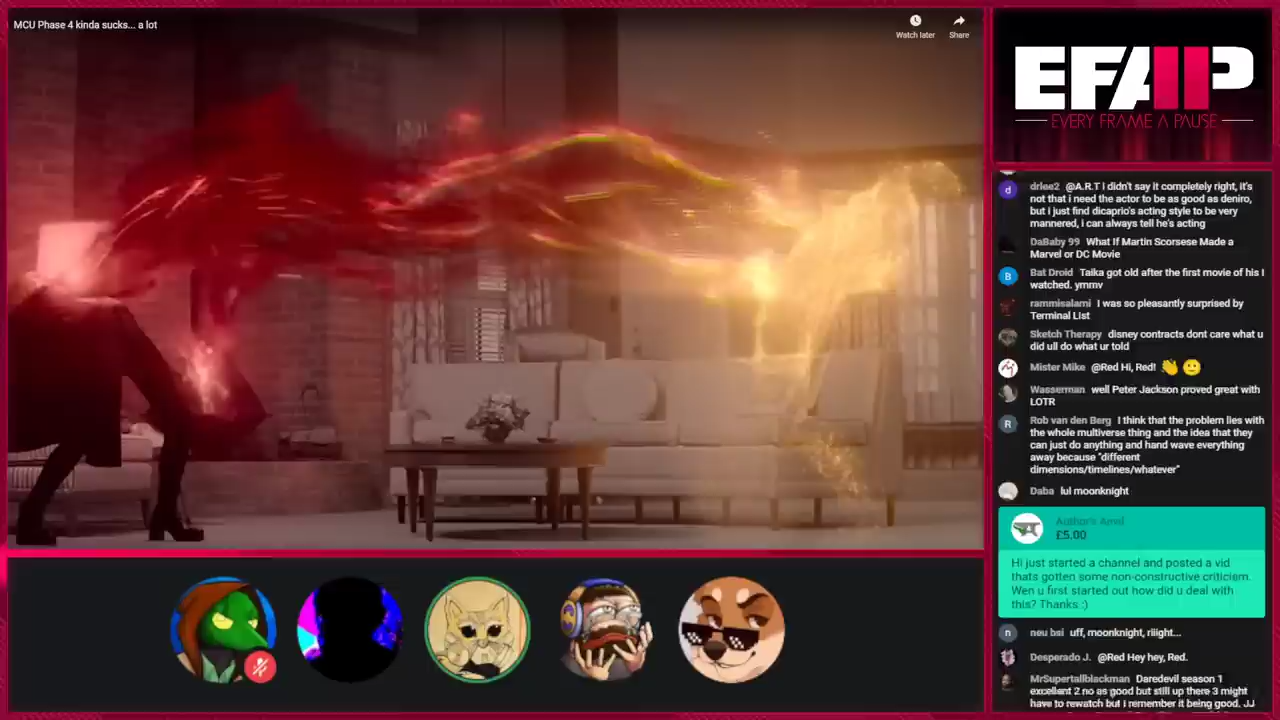 MCU Phase 4 kinda sucks... a lot
Watch later
Share
EFAP
EVERY FRAME A PAUSE
d
drlee2 @A.R.T i didn't say it completely right, it's
not that i need the actor to be as good as deniro,
but i just find dicaprio's acting style to be very
mannered, i can always tell he's acting
DaBaby 99 What If Martin Scorsese Made a
Marvel or DC Movie
B
Bat Droid Taika got old after the first movie of his I
watched. ymmv
rammisalami I was so pleasantly surprised by
Terminal List
Sketch Therapy disney contracts dont care what u
did ull do what ur told
Mister Mike @Red Hi, Red! 👋 🙂
Wasserman well Peter Jackson proved great with
LOTR
R
Rob van den Berg I think that the problem lies with
the whole multiverse thing and the idea that they
can just do anything and hand wave everything
away because "different
dimensions/timelines/whatever"
Daba lul moonknight
Author's Anvil
£5.00
Hi just started a channel and posted a vid
thats gotten some non-constructive criticism.
Wen u first started out how did u deal with
this? Thanks :)
n
neu bsi uff, moonknight, riiight...
Desperado J. @Red Hey hey, Red.
MrSupertallblackman Daredevil season 1
excellent 2 no as good but still up there 3 might
have to rewatch but i remember it being good. JJ